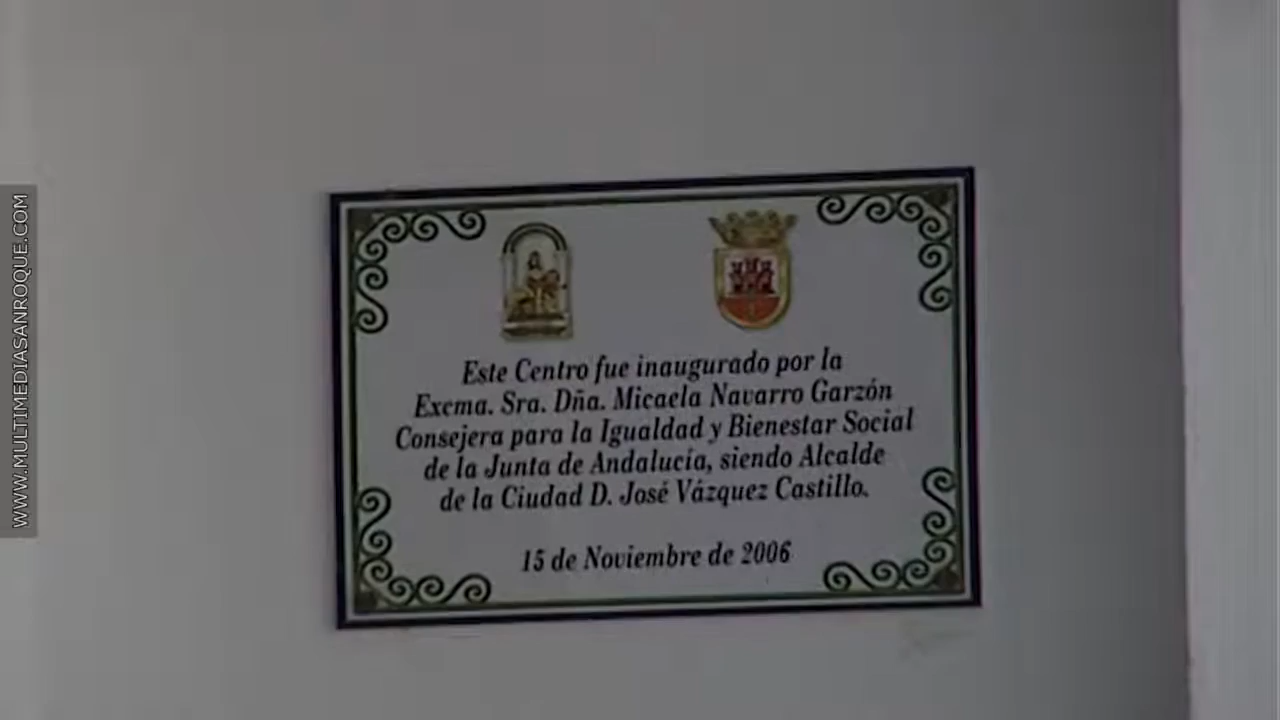 WWW.MULTIMEDIASANROQUE.COM
Este Centro fue inaugurado por la
Excma. Sra. Dña. Micaela Navarro Garzón
Consejera para la Igualdad y Bienestar Social
de la Junta de Andalucía, siendo Alcalde
de la Ciudad D. José Vázquez Castillo.
15 de Noviembre de 2006